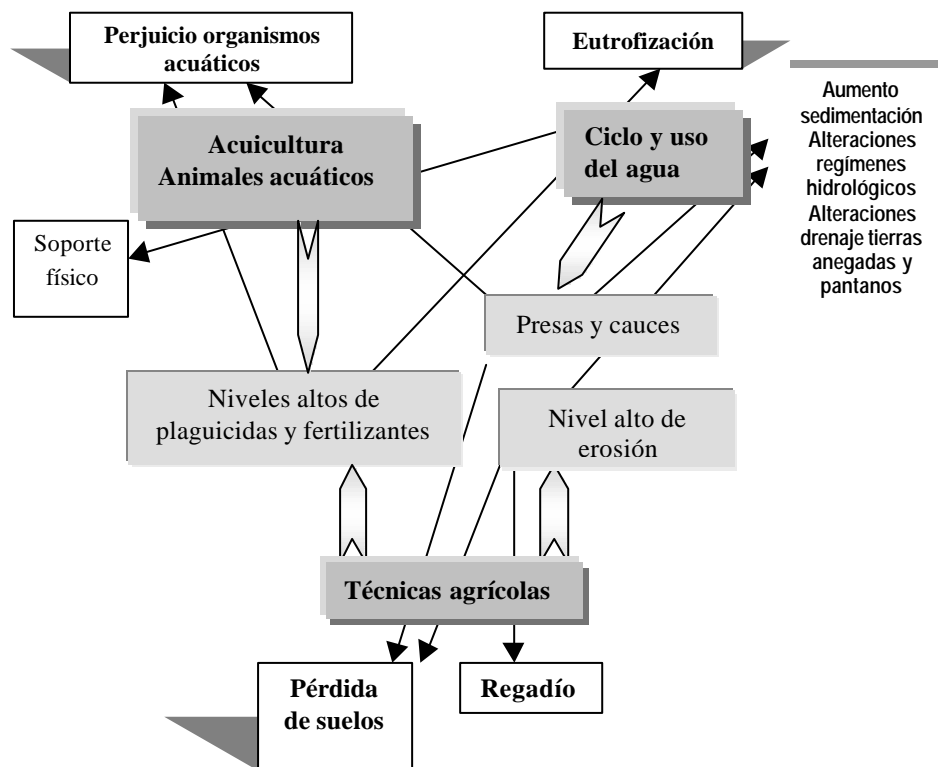 Perjuicio organismos
acuáticos
Eutrofización
Aumento
sedimentación
Alteraciones
regímenes
hidrológicos
Alteraciones
drenaje tierras
anegadas y
pantanos
Acuicultura
Animales acuáticos
Ciclo y uso
del agua
Soporte
físico
Presas y cauces
Niveles altos de
plaguicidas y fertilizantes
Nivel alto de
erosión
Técnicas agrícolas
Pérdida
de suelos
Regadío